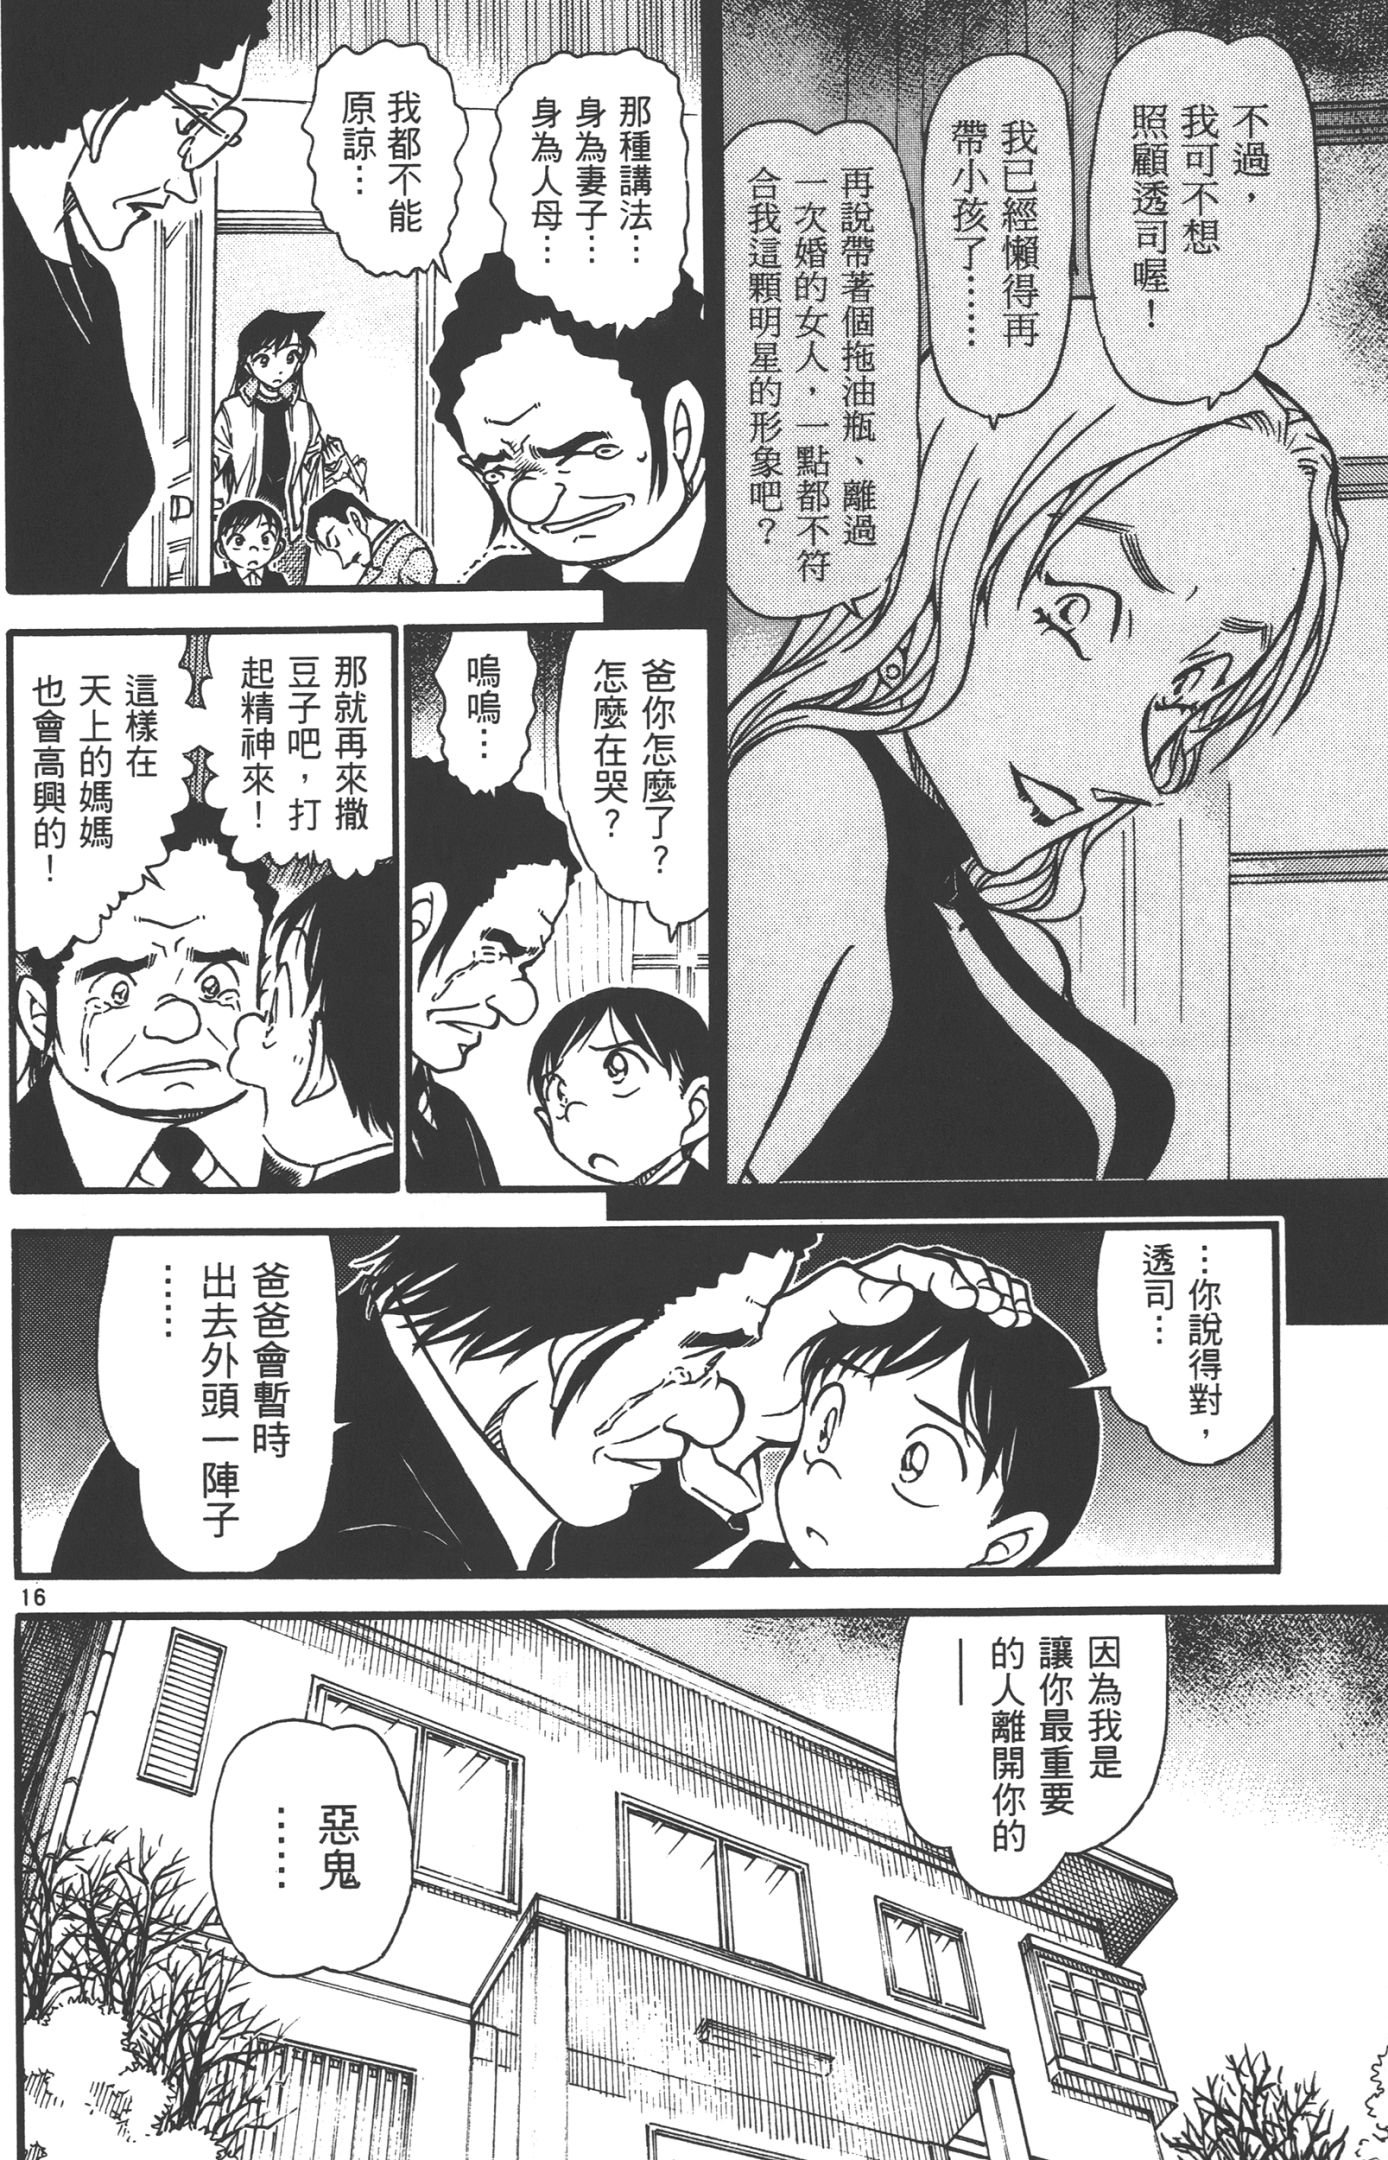 不過，
我可不想
照顧透司喔！
我已經懶得再
帶小孩了……
再說帶著個拖油瓶、離過
一次婚的女人，一點都不符
合我這顆明星的形象吧？
那種講法…
身為妻子…
身為人母…
我都不能
原諒…
爸你怎麼了？
怎麼在哭？
嗚嗚…
那就再來撒
豆子吧，打
起精神來！
這樣在
天上的媽媽
也會高興的！
…你說得對，
透司…
爸爸會暫時
出去外頭一陣子
……
16
因為我是
讓你最重要
的人離開你的
——
惡鬼
……